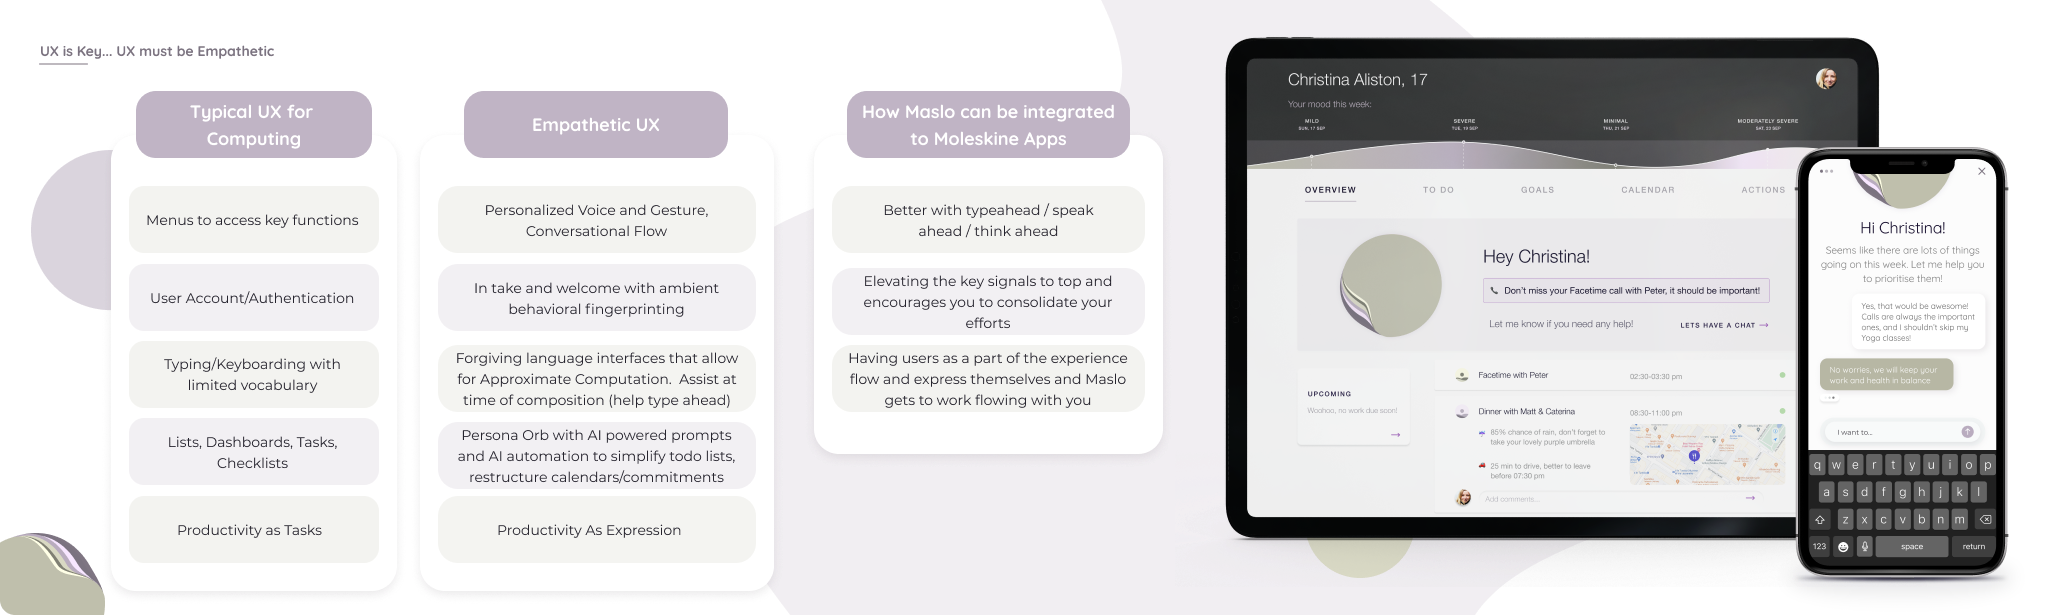 UX is Key... UX must be Empathetic
Typical UX for
Computing
Menus to access key functions
User Account/Authentication
Typing/Keyboarding with
limited vocabulary
Lists, Dashboards, Tasks,
Checklists
Productivity as Tasks
Empathetic UX
Personalized Voice and Gesture,
Conversational Flow
In take and welcome with ambient
behavioral fingerprinting
Forgiving language interfaces that allow
for Approximate Computation.  Assist at
time of composition (help type ahead)
Persona Orb with AI powered prompts
and AI automation to simplify todo lists,
restructure calendars/commitments
Productivity As Expression
How Maslo can be integrated
to Moleskine Apps
Better with typeahead / speak
ahead / think ahead
Elevating the key signals to top and
encourages you to consolidate your
efforts
Having users as a part of the experience
flow and express themselves and Maslo
gets to work flowing with you
Christina Aliston, 17
Your mood this week:
MILD
SUN, 17 SEP
SEVERE
TUE, 19 SEP
MINIMAL
THU, 21 SEP
MODERATELY SEVERE
SAT, 23 SEP
OVERVIEW
TO DO
GOALS
CALENDAR
ACTIONS
Hey Christina!
Don't miss your Facetime call with Peter, it should be important!
Let me know if you need any help!
LETS HAVE A CHAT →
UPCOMING
Woohoo, no work due soon!
→
Facetime with Peter
02:30-03:30 pm
Dinner with Matt & Caterina
08:30-11:00 pm
85% chance of rain, don't forget to
take your lovely purple umbrella
25 min to drive, better to leave
before 07:30 pm
Add comments...
→
Hi Christina!
Seems like there are lots of things
going on this week. Let me help you
to prioritise them!
Yes, that would be awesome!
Calls are always the important
ones, and I shouldn't skip my
Yoga classes!
No worries, we will keep your
work and health in balance
I want to...
q w e r t y u i o p
a s d f g h j k l
z x c v b n m
123
space
return